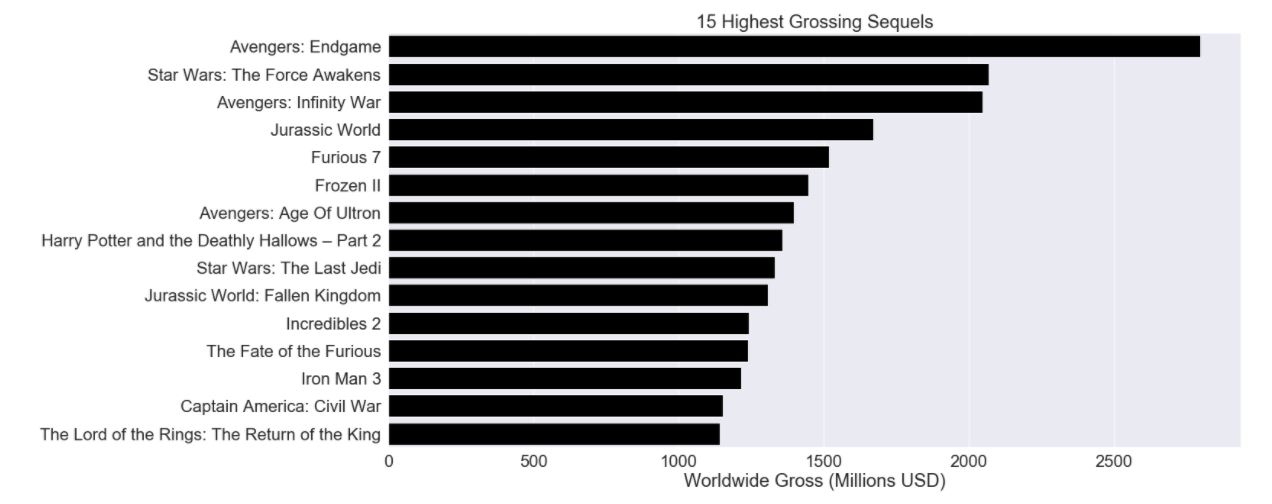 15 Highest Grossing Sequels
Avengers: Endgame
Star Wars: The Force Awakens
Avengers: Infinity War
Jurassic World
Furious 7
Frozen II
Avengers: Age Of Ultron
Harry Potter and the Deathly Hallows – Part 2
Star Wars: The Last Jedi
Jurassic World: Fallen Kingdom
Incredibles 2
The Fate of the Furious
Iron Man 3
Captain America: Civil War
The Lord of the Rings: The Return of the King
0 500 1000 1500 2000 2500
Worldwide Gross (Millions USD)